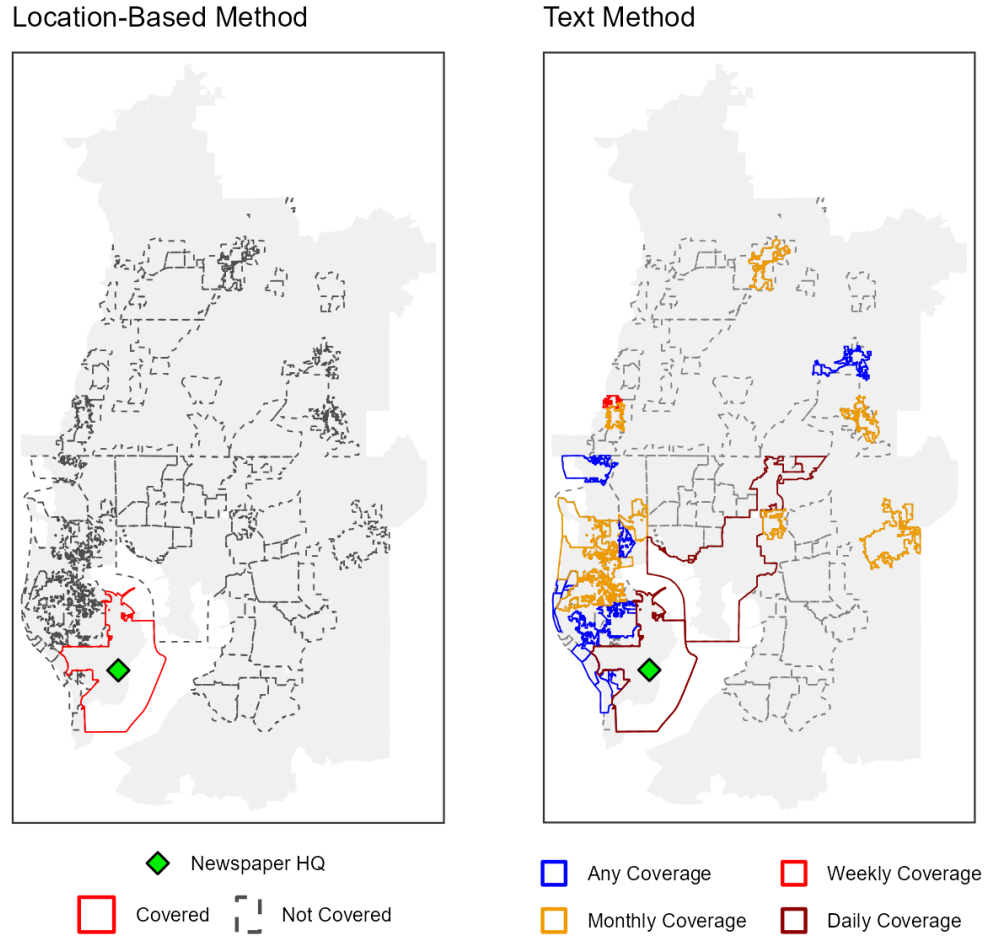 Location-Based Method
Text Method
Newspaper HQ
Covered
Not Covered
Any Coverage
Weekly Coverage
Monthly Coverage
Daily Coverage